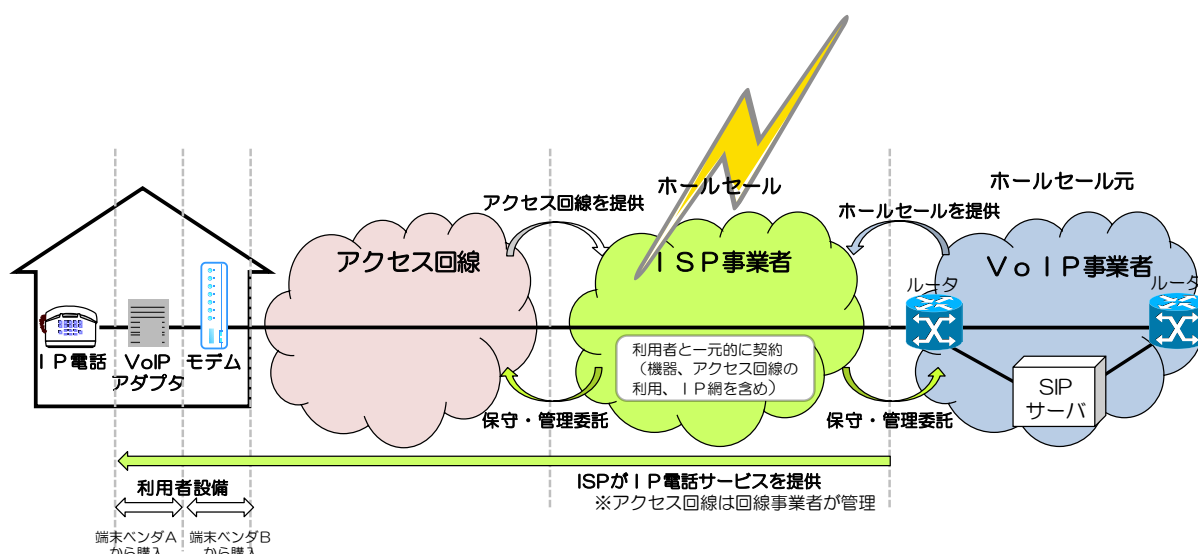 ホールセール
ホールセール元
アクセス回線を提供
ホールセールを提供
アクセス回線
ISP事業者
VoIP事業者
ルータ
ルータ
IP電話
VoIP
アダプタ
モデム
利用者と一元的に契約
(機器、アクセス回線の
利用、IP網を含め)
SIP
サーバ
保守・管理委託
保守・管理委託
ISPがIP電話サービスを提供
※アクセス回線は回線事業者が管理
利用者設備
端末ベンダA
から購入
端末ベンダB
から購入